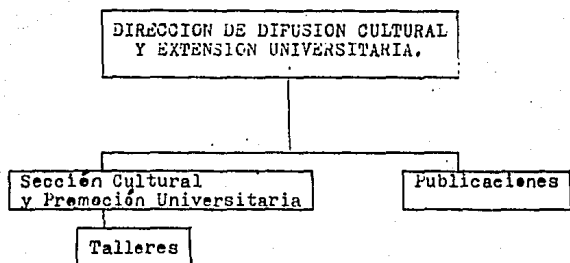 DIRECCION DE DIFUSION CULTURAL
Y EXTENSION UNIVERSITARIA.
Sección Cultural
y Promoción Universitaria
Publicaciones
Talleres